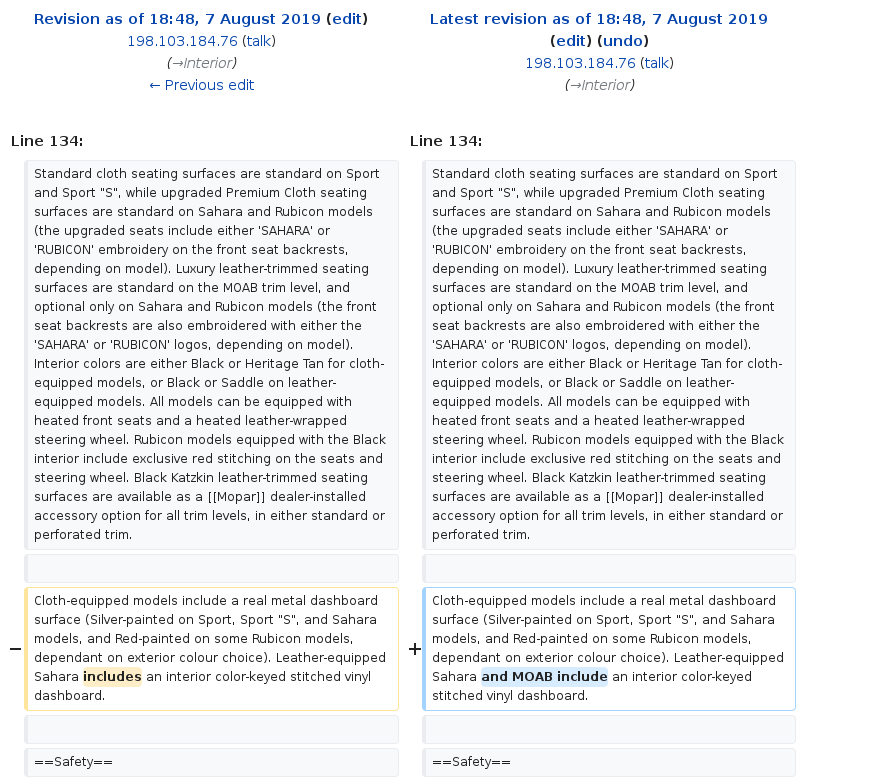 Revision as of 18:48, 7 August 2019 (edit)
198.103.184.76 (talk)
(→Interior)
← Previous edit
Latest revision as of 18:48, 7 August 2019
(edit) (undo)
198.103.184.76 (talk)
(→Interior)
Line 134:
Standard cloth seating surfaces are standard on Sport
and Sport "S", while upgraded Premium Cloth seating
surfaces are standard on Sahara and Rubicon models
(the upgraded seats include either 'SAHARA' or
'RUBICON' embroidery on the front seat backrests,
depending on model). Luxury leather-trimmed seating
surfaces are standard on the MOAB trim level, and
optional only on Sahara and Rubicon models (the front
seat backrests are also embroidered with either the
'SAHARA' or 'RUBICON' logos, depending on model).
Interior colors are either Black or Heritage Tan for cloth-
equipped models, or Black or Saddle on leather-
equipped models. All models can be equipped with
heated front seats and a heated leather-wrapped
steering wheel. Rubicon models equipped with the Black
interior include exclusive red stitching on the seats and
steering wheel. Black Katzkin leather-trimmed seating
surfaces are available as a [[Mopar]] dealer-installed
accessory option for all trim levels, in either standard or
perforated trim.
− Cloth-equipped models include a real metal dashboard
surface (Silver-painted on Sport, Sport "S", and Sahara
models, and Red-painted on some Rubicon models,
dependant on exterior colour choice). Leather-equipped
Sahara includes an interior color-keyed stitched vinyl
dashboard.
==Safety==
Line 134:
Standard cloth seating surfaces are standard on Sport
and Sport "S", while upgraded Premium Cloth seating
surfaces are standard on Sahara and Rubicon models
(the upgraded seats include either 'SAHARA' or
'RUBICON' embroidery on the front seat backrests,
depending on model). Luxury leather-trimmed seating
surfaces are standard on the MOAB trim level, and
optional only on Sahara and Rubicon models (the front
seat backrests are also embroidered with either the
'SAHARA' or 'RUBICON' logos, depending on model).
Interior colors are either Black or Heritage Tan for cloth-
equipped models, or Black or Saddle on leather-
equipped models. All models can be equipped with
heated front seats and a heated leather-wrapped
steering wheel. Rubicon models equipped with the Black
interior include exclusive red stitching on the seats and
steering wheel. Black Katzkin leather-trimmed seating
surfaces are available as a [[Mopar]] dealer-installed
accessory option for all trim levels, in either standard or
perforated trim.
+ Cloth-equipped models include a real metal dashboard
surface (Silver-painted on Sport, Sport "S", and Sahara
models, and Red-painted on some Rubicon models,
dependant on exterior colour choice). Leather-equipped
Sahara and MOAB include an interior color-keyed
stitched vinyl dashboard.
==Safety==